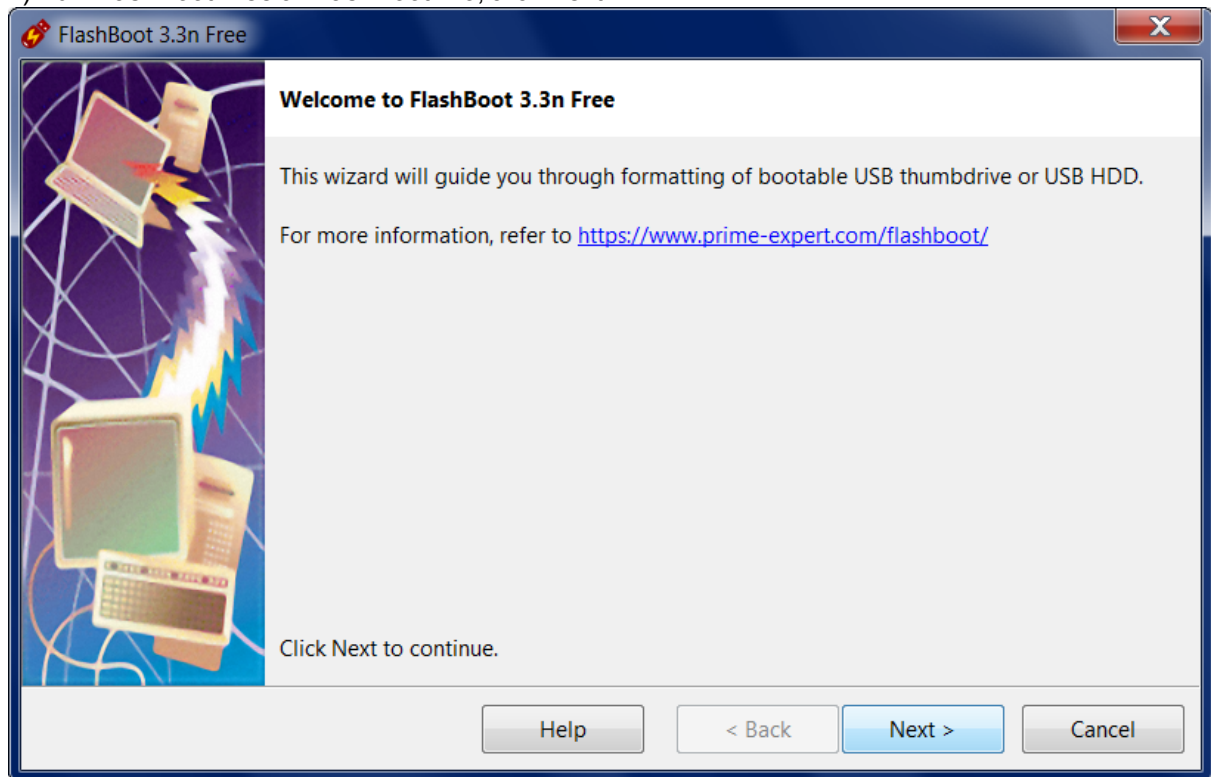 FlashBoot 3.3n Free
X
Welcome to FlashBoot 3.3n Free
This wizard will guide you through formatting of bootable USB thumbdrive or USB HDD.
For more information, refer to https://www.prime-expert.com/flashboot/
Click Next to continue.
Help
< Back
Next >
Cancel